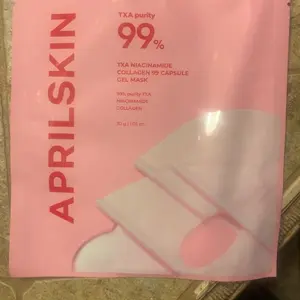 TXA purity
99%
TXA NIACINAMIDE
COLLAGEN 99 CAPSULE
GEL MASK
99% purity TXA
NIACINAMIDE
COLLAGEN
APRILSKIN